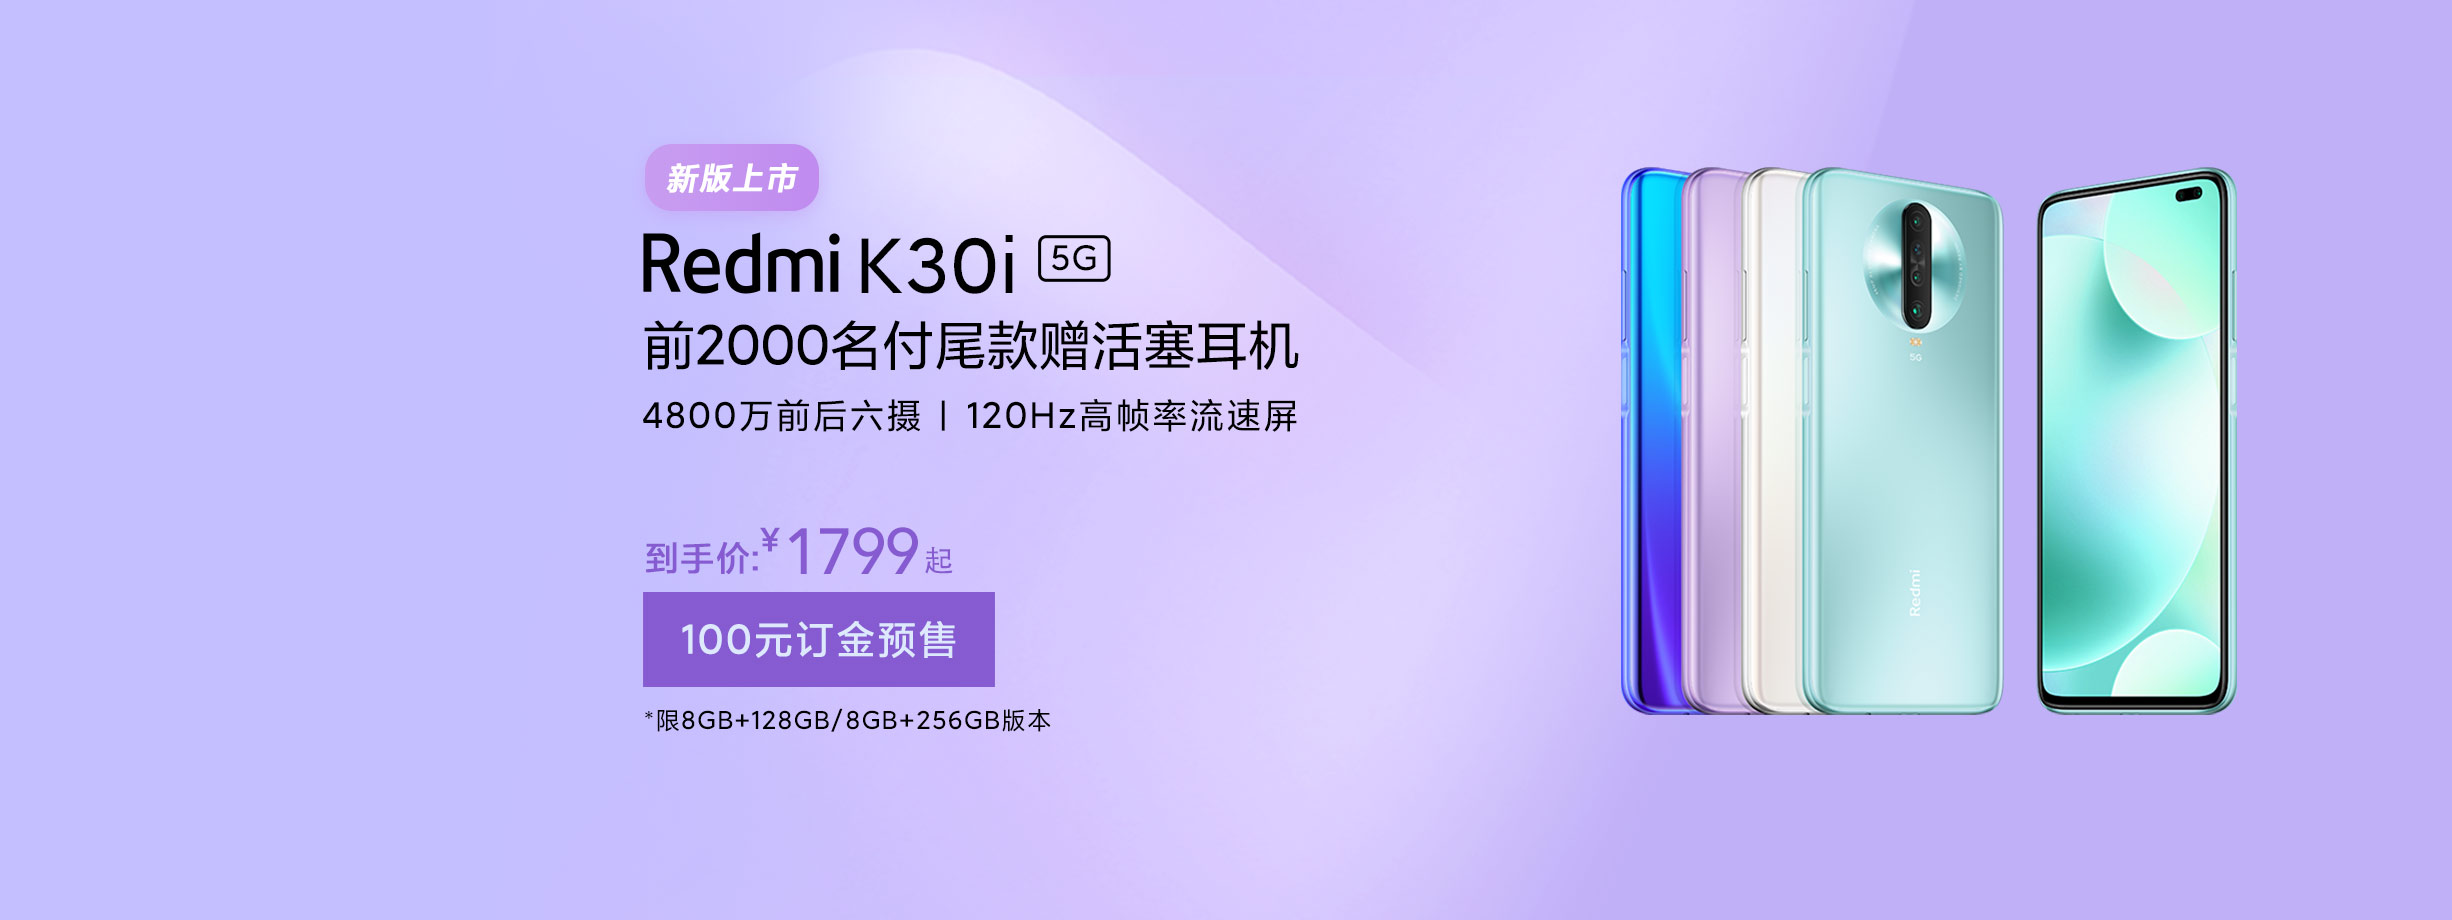 新版上市
Redmi K30i 5G
前2000名付尾款赠活塞耳机
4800万前后六摄 | 120Hz高帧率流速屏
到手价:¥1799起
100元订金预售
*限8GB+128GB/8GB+256GB版本
5G
Redmi